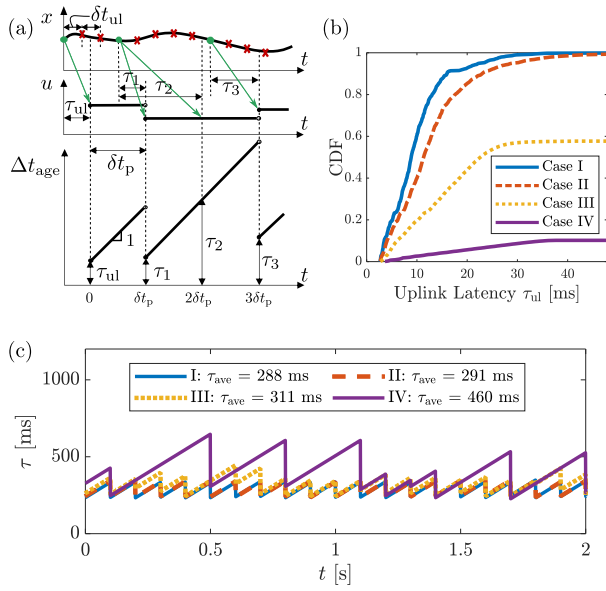 (a)
x
δt_ul
t
u
τ_1
τ_2
τ_3
τ_ul
t
δt_p
Δt_age
1
τ_ul
τ_1
τ_2
τ_3
t
0 δt_p 2δt_p 3δt_p
(b)
1
0.8
0.6
0.4
0.2
0
CDF
Case I
Case II
Case III
Case IV
0 10 20 30 40
Uplink Latency τ_ul [ms]
(c)
1000
500
0
τ [ms]
I: τ_ave = 288 ms II: τ_ave = 291 ms
III: τ_ave = 311 ms IV: τ_ave = 460 ms
0 0.5 1 1.5 2
t [s]